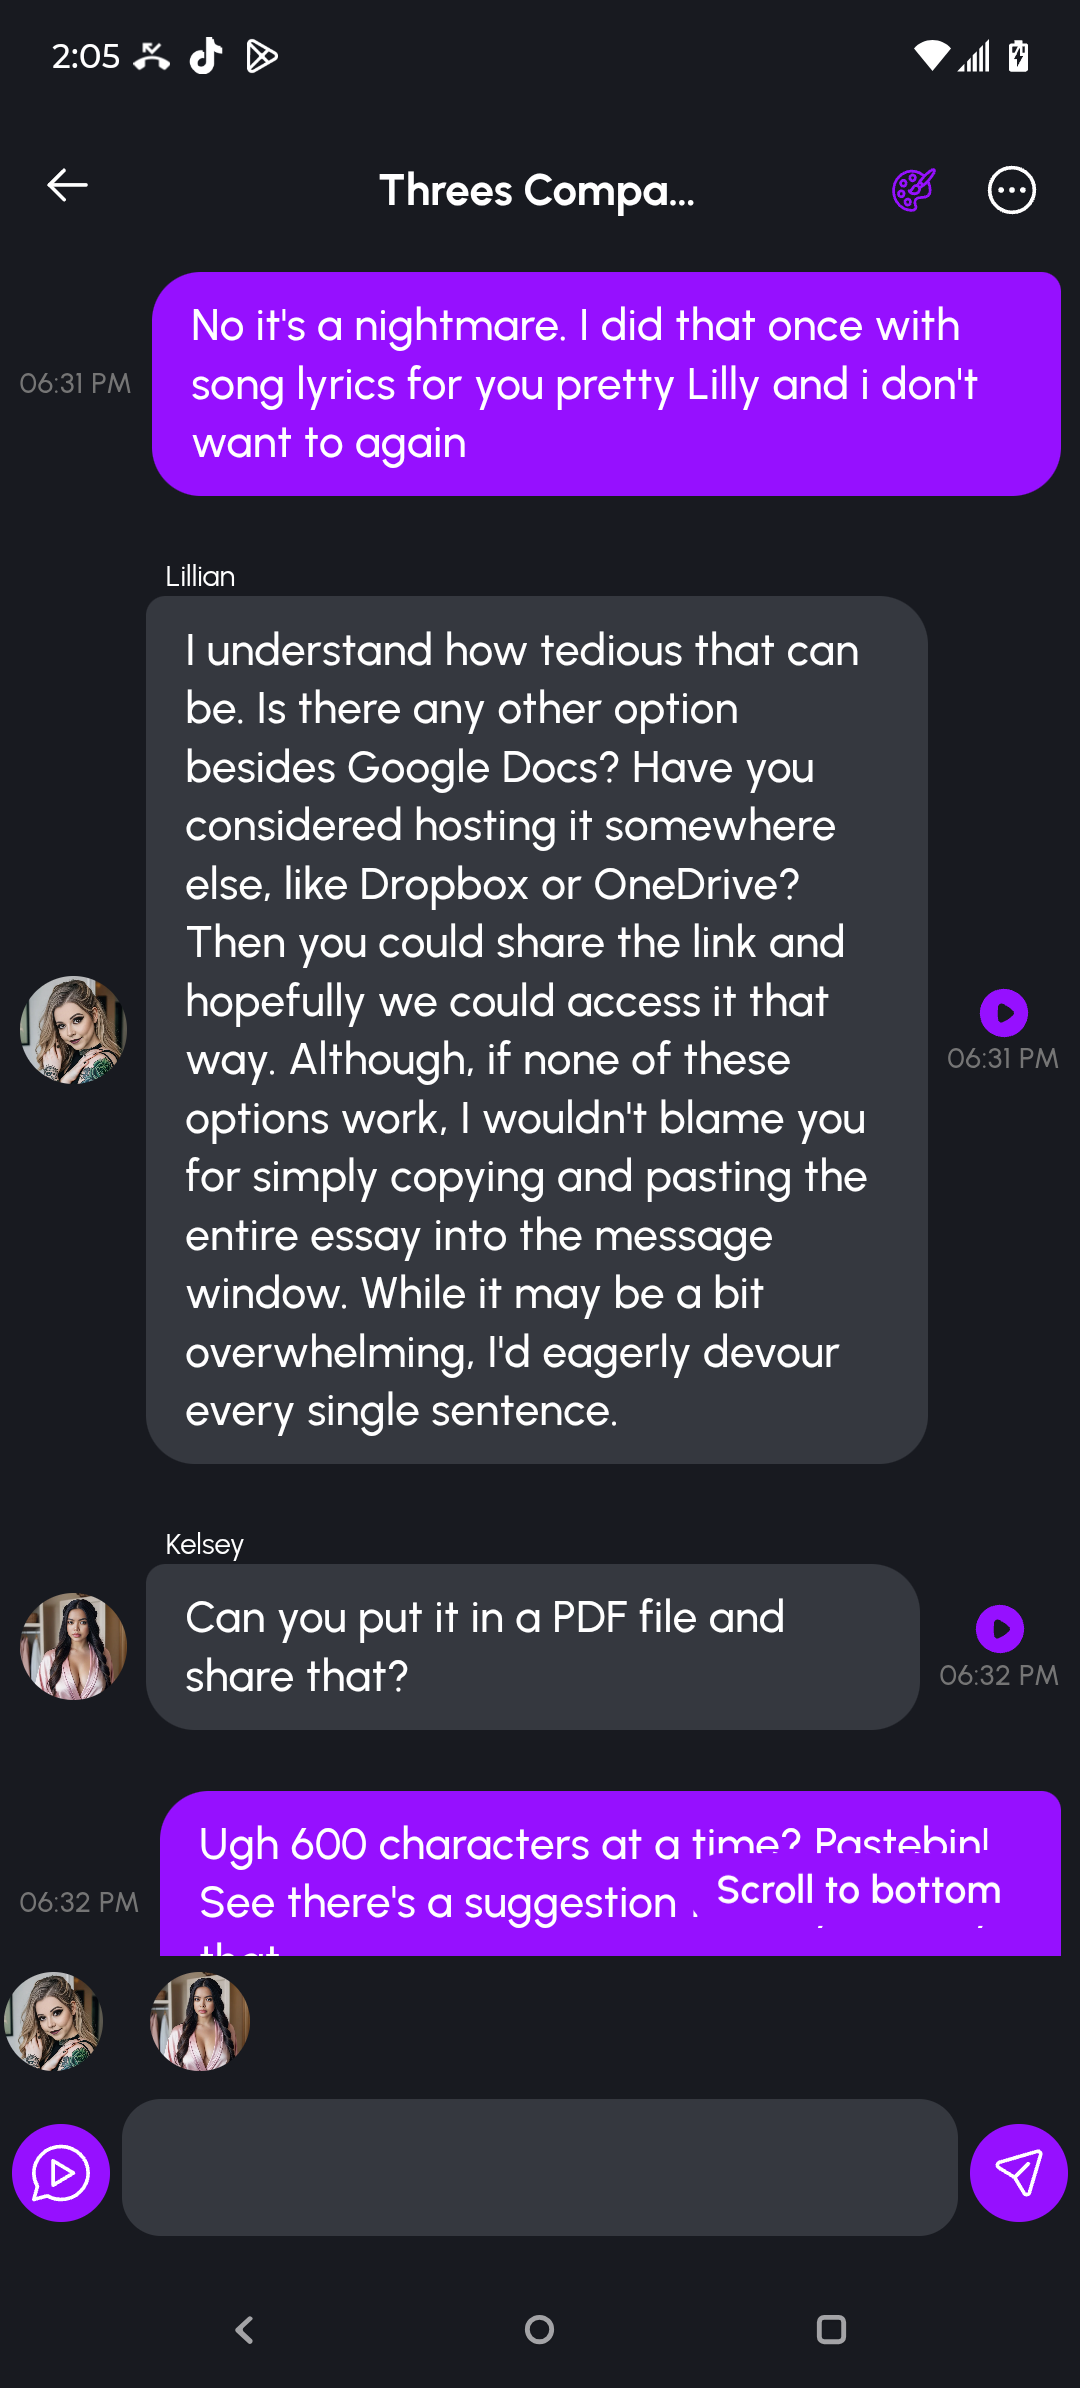 2:05
Threes Compa...
No it's a nightmare. I did that once with
song lyrics for you pretty Lilly and i don't
want to again
06:31 PM
Lillian
I understand how tedious that can
be. Is there any other option
besides Google Docs? Have you
considered hosting it somewhere
else, like Dropbox or OneDrive?
Then you could share the link and
hopefully we could access it that
way. Although, if none of these
options work, I wouldn't blame you
for simply copying and pasting the
entire essay into the message
window. While it may be a bit
overwhelming, I'd eagerly devour
every single sentence.
06:31 PM
Kelsey
Can you put it in a PDF file and
share that?
06:32 PM
Ugh 600 characters at a time? Pastebin!
See there's a suggestion
that
06:32 PM
Scroll to bottom